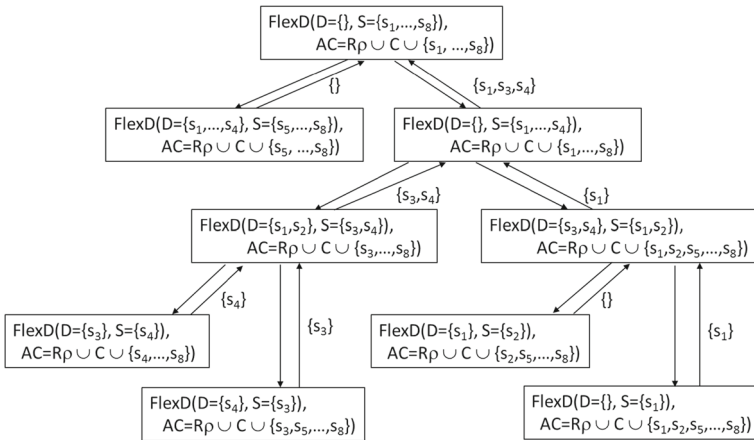 FlexD(D={}, S={s₁,...,s₈}),
AC=Rρ ∪ C ∪ {s₁, ...,s₈})
{}
{s₁,s₃,s₄}
FlexD(D={s₁,...,s₄}, S={s₅,...,s₈}),
AC=Rρ ∪ C ∪ {s₅, ...,s₈})
FlexD(D={}, S={s₁,...,s₄}),
AC=Rρ ∪ C ∪ {s₁,...,s₈})
{s₃,s₄}
{s₁}
FlexD(D={s₁,s₂}, S={s₃,s₄}),
AC=Rρ ∪ C ∪ {s₃,...,s₈})
FlexD(D={s₃,s₄}, S={s₁,s₂}),
AC=Rρ ∪ C ∪ {s₁,s₂,s₅,...,s₈})
{s₄}
{s₃}
{}
{s₁}
FlexD(D={s₃}, S={s₄}),
AC=Rρ ∪ C ∪ {s₄,...,s₈})
FlexD(D={s₁}, S={s₂}),
AC=Rρ ∪ C ∪ {s₂,s₅,...,s₈})
FlexD(D={s₄}, S={s₃}),
AC=Rρ ∪ C ∪ {s₃,s₅,...,s₈})
FlexD(D={}, S={s₁}),
AC=Rρ ∪ C ∪ {s₁,s₂,s₅,...,s₈})